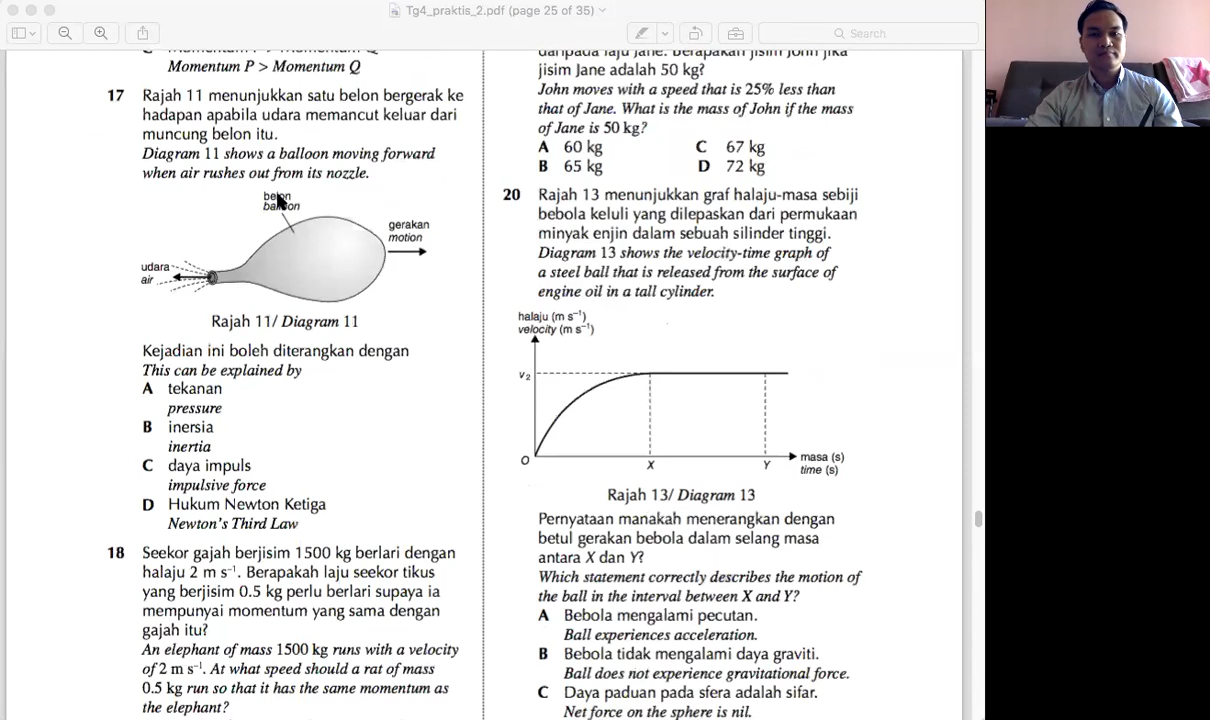 Tg4_praktis_2.pdf (page 25 of 35)
Search
Momentum P > Momentum Q
17 Rajah 11 menunjukkan satu belon bergerak ke
hadapan apabila udara memancut keluar dari
muncung belon itu.
Diagram 11 shows a balloon moving forward
when air rushes out from its nozzle.
belon
balloon
gerakan
motion
udara
air
Rajah 11/ Diagram 11
Kejadian ini boleh diterangkan dengan
This can be explained by
A tekanan
pressure
B inersia
inertia
C daya impuls
impulsive force
D Hukum Newton Ketiga
Newton's Third Law
18 Seekor gajah berjisim 1500 kg berlari dengan
halaju 2 m s⁻¹. Berapakah laju seekor tikus
yang berjisim 0.5 kg perlu berlari supaya ia
mempunyai momentum yang sama dengan
gajah itu?
An elephant of mass 1500 kg runs with a velocity
of 2 m s⁻¹. At what speed should a rat of mass
0.5 kg run so that it has the same momentum as
the elephant?
daripada laju Jane. Berapakah jisim John jika
jisim Jane adalah 50 kg?
John moves with a speed that is 25% less than
that of Jane. What is the mass of John if the mass
of Jane is 50 kg?
A 60 kg C 67 kg
B 65 kg D 72 kg
20 Rajah 13 menunjukkan graf halaju-masa sebiji
bebola keluli yang dilepaskan dari permukaan
minyak enjin dalam sebuah silinder tinggi.
Diagram 13 shows the velocity-time graph of
a steel ball that is released from the surface of
engine oil in a tall cylinder.
halaju (m s⁻¹)
velocity (m s⁻¹)
v₂
O X Y
masa (s)
time (s)
Rajah 13/ Diagram 13
Pernyataan manakah menerangkan dengan
betul gerakan bebola dalam selang masa
antara X dan Y?
Which statement correctly describes the motion of
the ball in the interval between X and Y?
A Bebola mengalami pecutan.
Ball experiences acceleration.
B Bebola tidak mengalami daya graviti.
Ball does not experience gravitational force.
C Daya paduan pada sfera adalah sifar.
Net force on the sphere is nil.